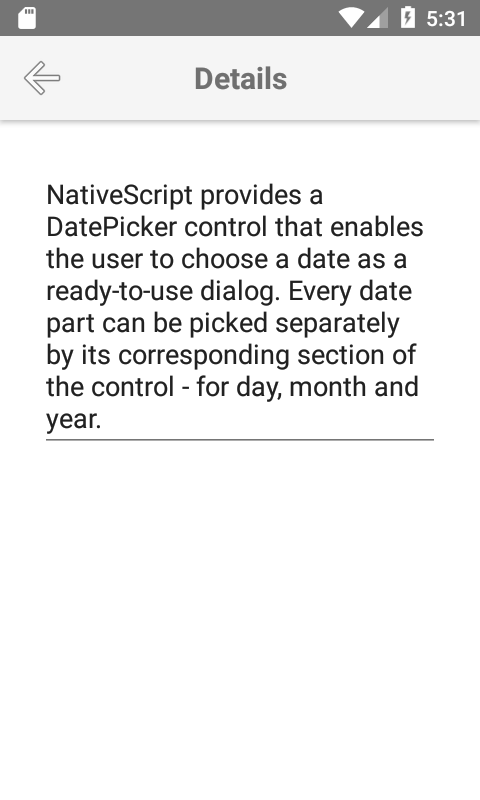 5:31
Details
NativeScript provides a
DatePicker control that enables
the user to choose a date as a
ready-to-use dialog. Every date
part can be picked separately
by its corresponding section of
the control - for day, month and
year.